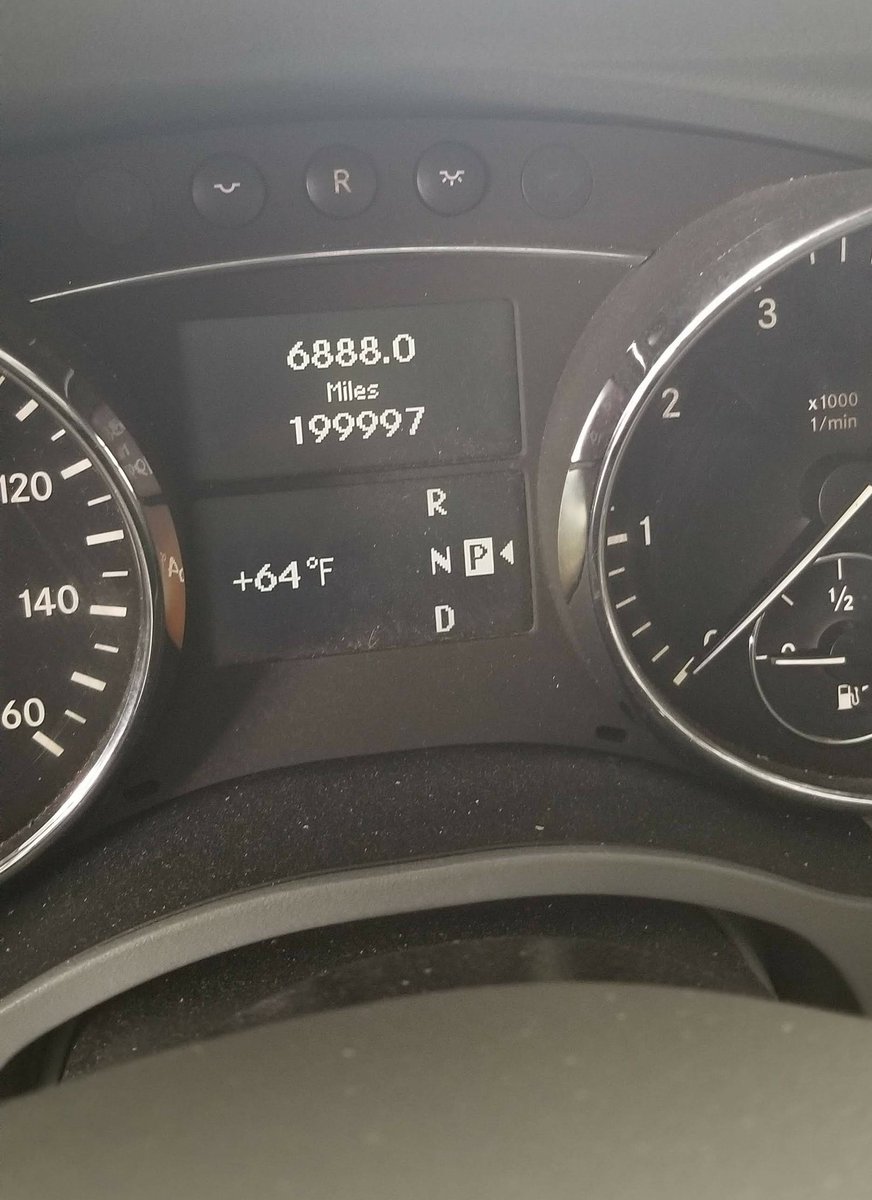 R
6888.0
Miles
199997
R
+64°F
N P
D
120
140
60
3
2
x1000
1/min
1
1/2